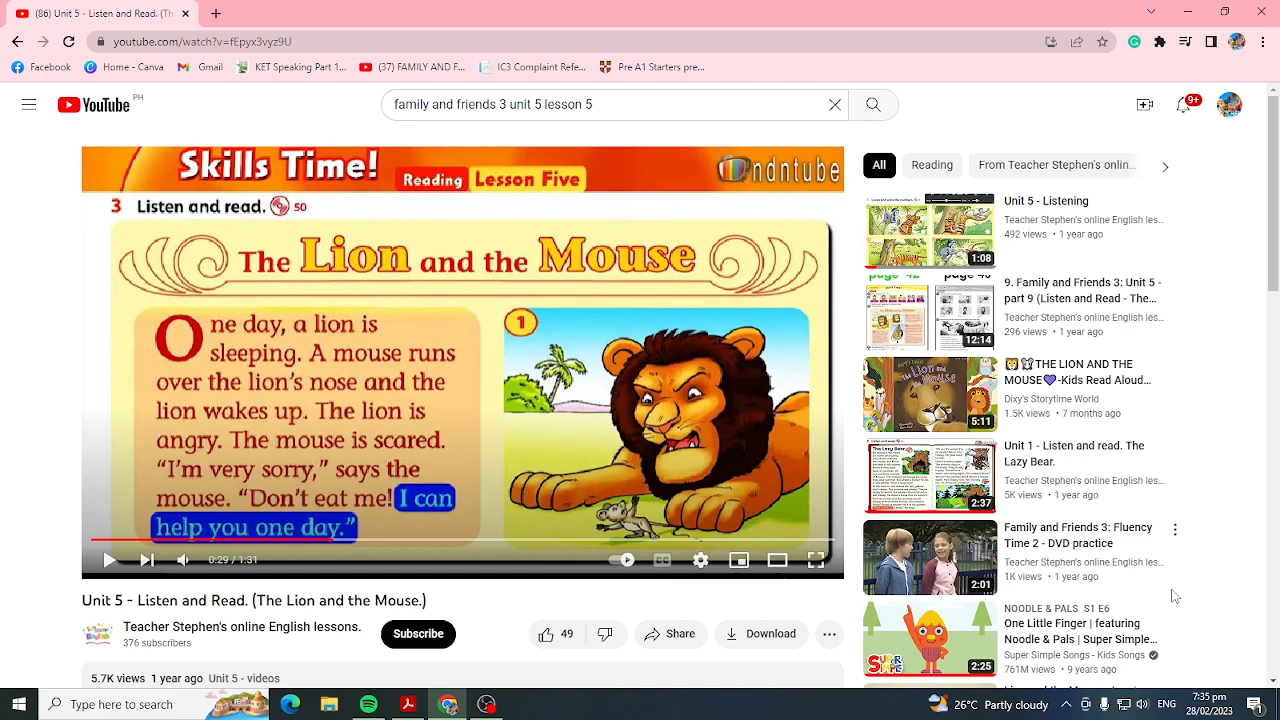 (86) Unit 5 - Listen and Read. (Th
youtube.com/watch?v=fEpyx3vyz9U
Facebook
Home - Canva
Gmail
KET Speaking Part 1...
(37) FAMILY AND F...
IC3 Complaint Refe...
Pre A1 Starters pre...
YouTube PH
family and friends 3 unit 5 lesson 5
9+
Skills Time!
Reading
Lesson Five
ndntube
3 Listen and read. 50
The Lion and the Mouse
One day, a lion is
sleeping. A mouse runs
over the lion's nose and the
lion wakes up. The lion is
angry. The mouse is scared.
"I'm very sorry," says the
mouse. "Don't eat me! I can
help you one day."
1
0:29 / 1:31
Unit 5 - Listen and Read. (The Lion and the Mouse.)
Teacher Stephen's online English lessons.
376 subscribers
Subscribe
49
Share
Download
5.7K views 1 year ago Unit 5 - videos
All
Reading
From Teacher Stephen's onlin...
Unit 5 - Listening
Teacher Stephen's online English les...
492 views • 1 year ago
1:08
9. Family and Friends 3: Unit 5 -
part 9 (Listen and Read - The...
Teacher Stephen's online English les...
296 views • 1 year ago
12:14
THE LION AND THE
MOUSE💜-Kids Read Aloud...
Dixy's Storytime World
1.5K views • 7 months ago
5:11
Unit 1 - Listen and read. The
Lazy Bear.
Teacher Stephen's online English les...
5K views • 1 year ago
2:37
Family and Friends 3: Fluency
Time 2 - DVD practice
Teacher Stephen's online English les...
1K views • 1 year ago
2:01
NOODLE & PALS S1 E6
One Little Finger | featuring
Noodle & Pals | Super Simple...
Super Simple Songs - Kids Songs
761M views • 9 years ago
SUPER
2:25
Type here to search
26°C Partly cloudy
ENG
7:35 pm
28/02/2023
1